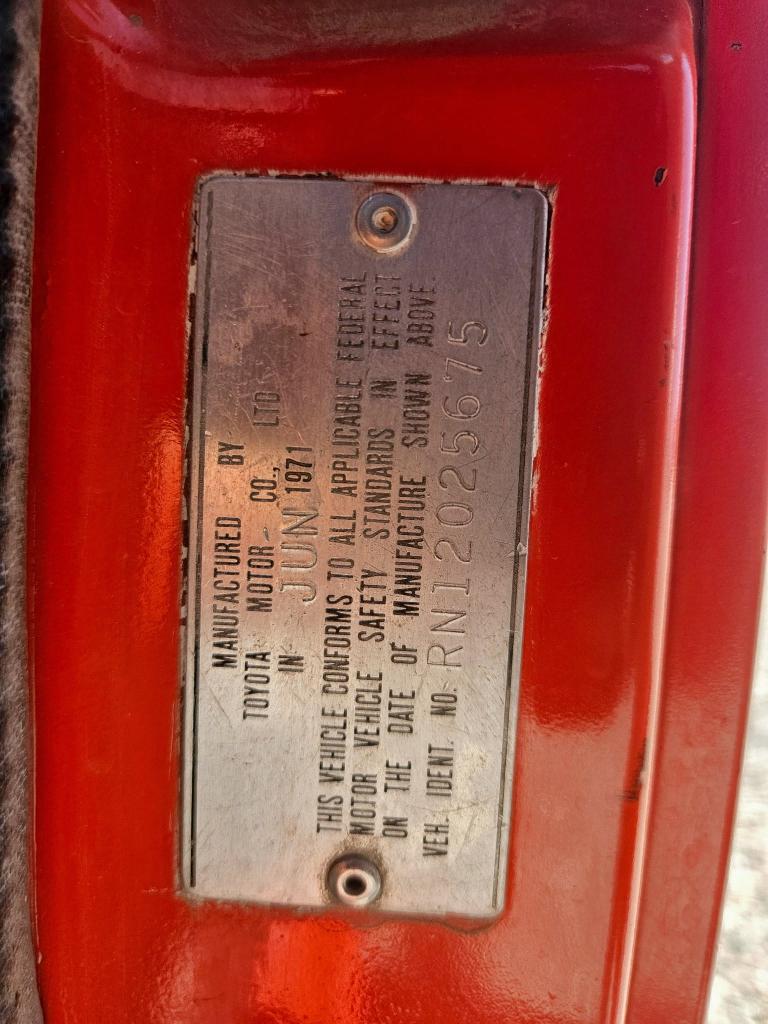 MANUFACTURED BY
TOYOTA MOTOR CO., LTD
IN JUN 1971
THIS VEHICLE CONFORMS TO ALL APPLICABLE FEDERAL
MOTOR VEHICLE SAFETY STANDARDS IN EFFECT
ON THE DATE OF MANUFACTURE SHOWN ABOVE.
VEH. IDENT. NO. RN12025675